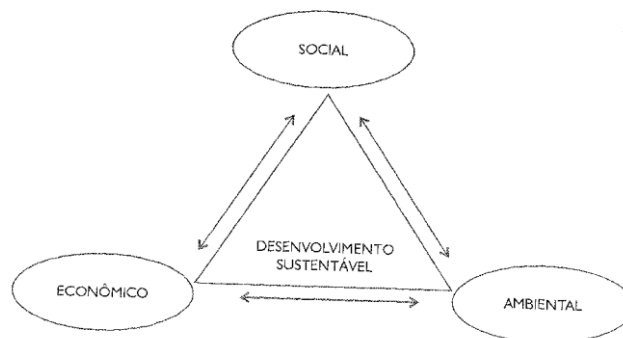 SOCIAL
DESENVOLVIMENTO
SUSTENTÁVEL
ECONÔMICO
AMBIENTAL